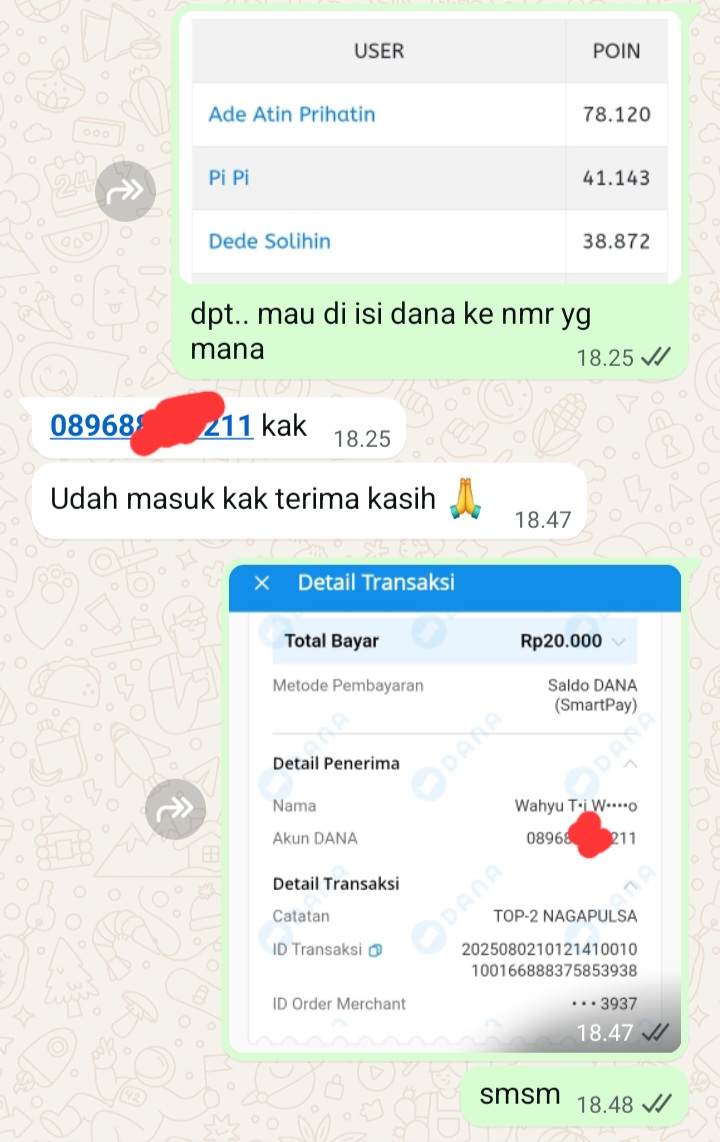 USER POIN
Ade Atin Prihatin 78.120
Pi Pi 41.143
Dede Solihin 38.872
dpt.. mau di isi dana ke nmr yg
mana
18.25
08968 211 kak 18.25
Udah masuk kak terima kasih 🙏 18.47
Detail Transaksi
Total Bayar Rp20.000
Metode Pembayaran Saldo DANA
(SmartPay)
Detail Penerima
Nama Wahyu T•i W••••o
Akun DANA 0896 211
Detail Transaksi
Catatan TOP-2 NAGAPULSA
ID Transaksi 2025080210121410010
100166888375853938
ID Order Merchant •••3937
18.47
smsm 18.48